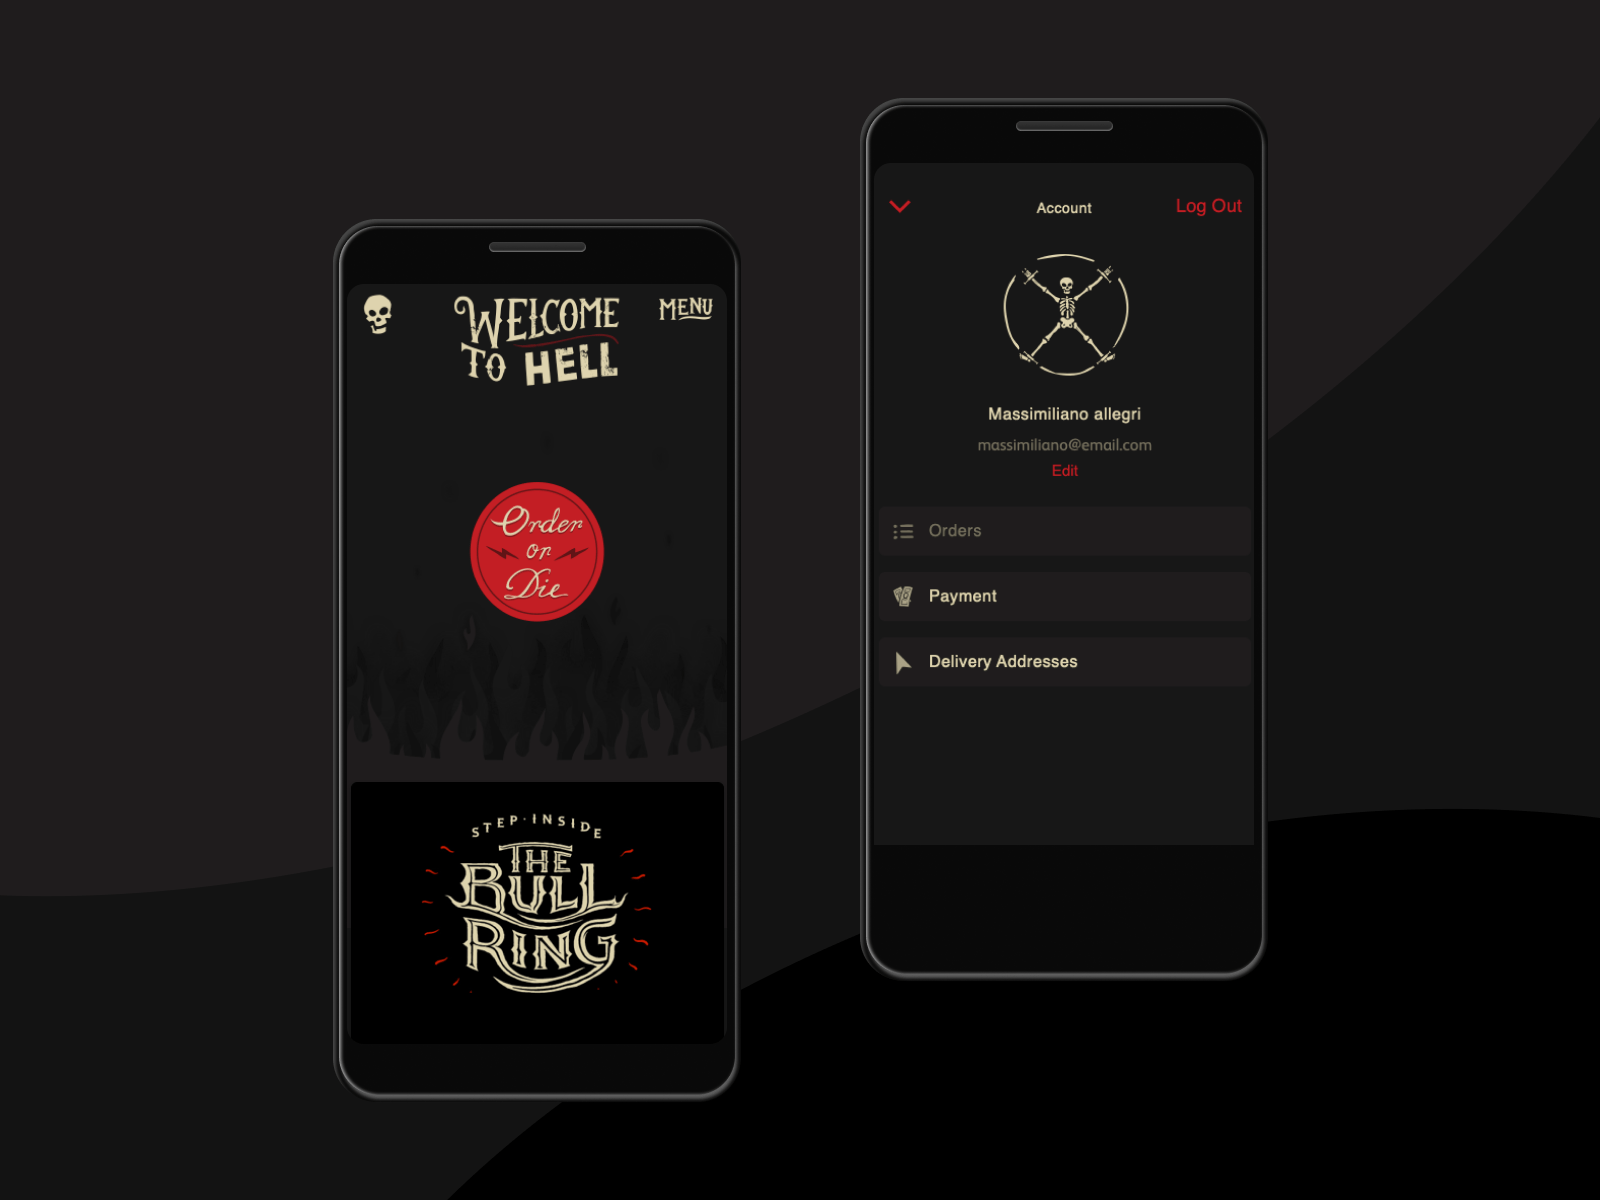 WELCOME
TO HELL
MENU
Order
or
Die
STEP·INSIDE
THE
BULL
RING
Account
Log Out
Massimiliano allegri
massimiliano@email.com
Edit
Orders
Payment
Delivery Addresses